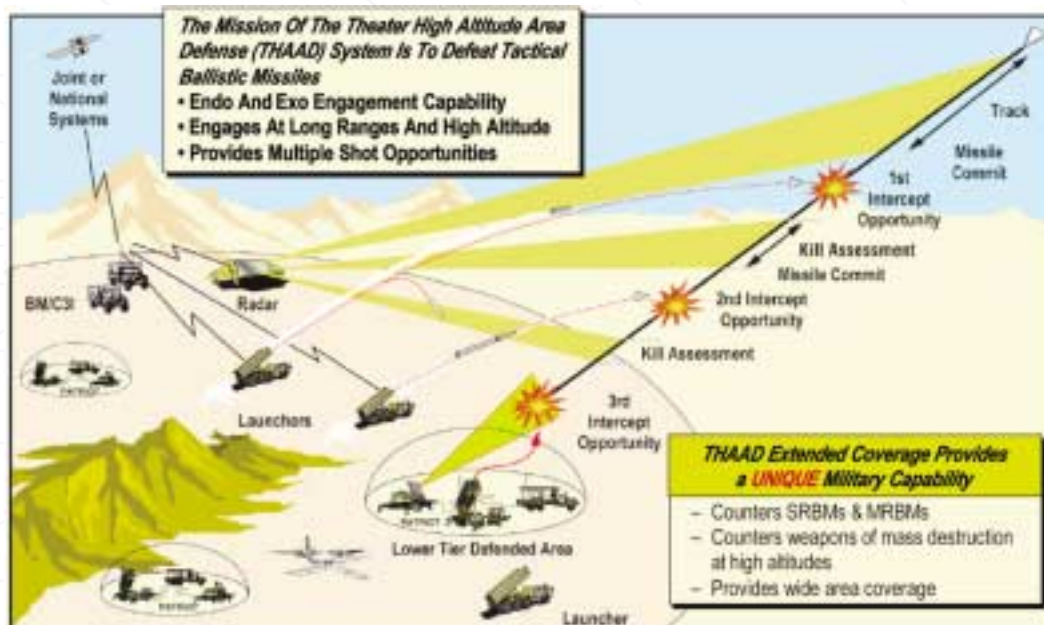 The Mission Of The Theater High Altitude Area
Defense (THAAD) System Is To Defeat Tactical
Ballistic Missiles
• Endo And Exo Engagement Capability
• Engages At Long Ranges And High Altitude
• Provides Multiple Shot Opportunities
Joint or
National
Systems
Track
Missile
Commit
1st
Intercept
Opportunity
Kill Assessment
Missile Commit
BM/C3I
Radar
2nd Intercept
Opportunity
Kill Assessment
PATRIOT
Launchors
3rd
Intercept
Opportunity
PATRIOT
Lower Tier Defended Area
PATRIOT
Launcher
THAAD Extended Coverage Provides
a UNIQUE Military Capability
– Counters SRBMs & MRBMs
– Counters weapons of mass destruction
at high altitudes
– Provides wide area coverage